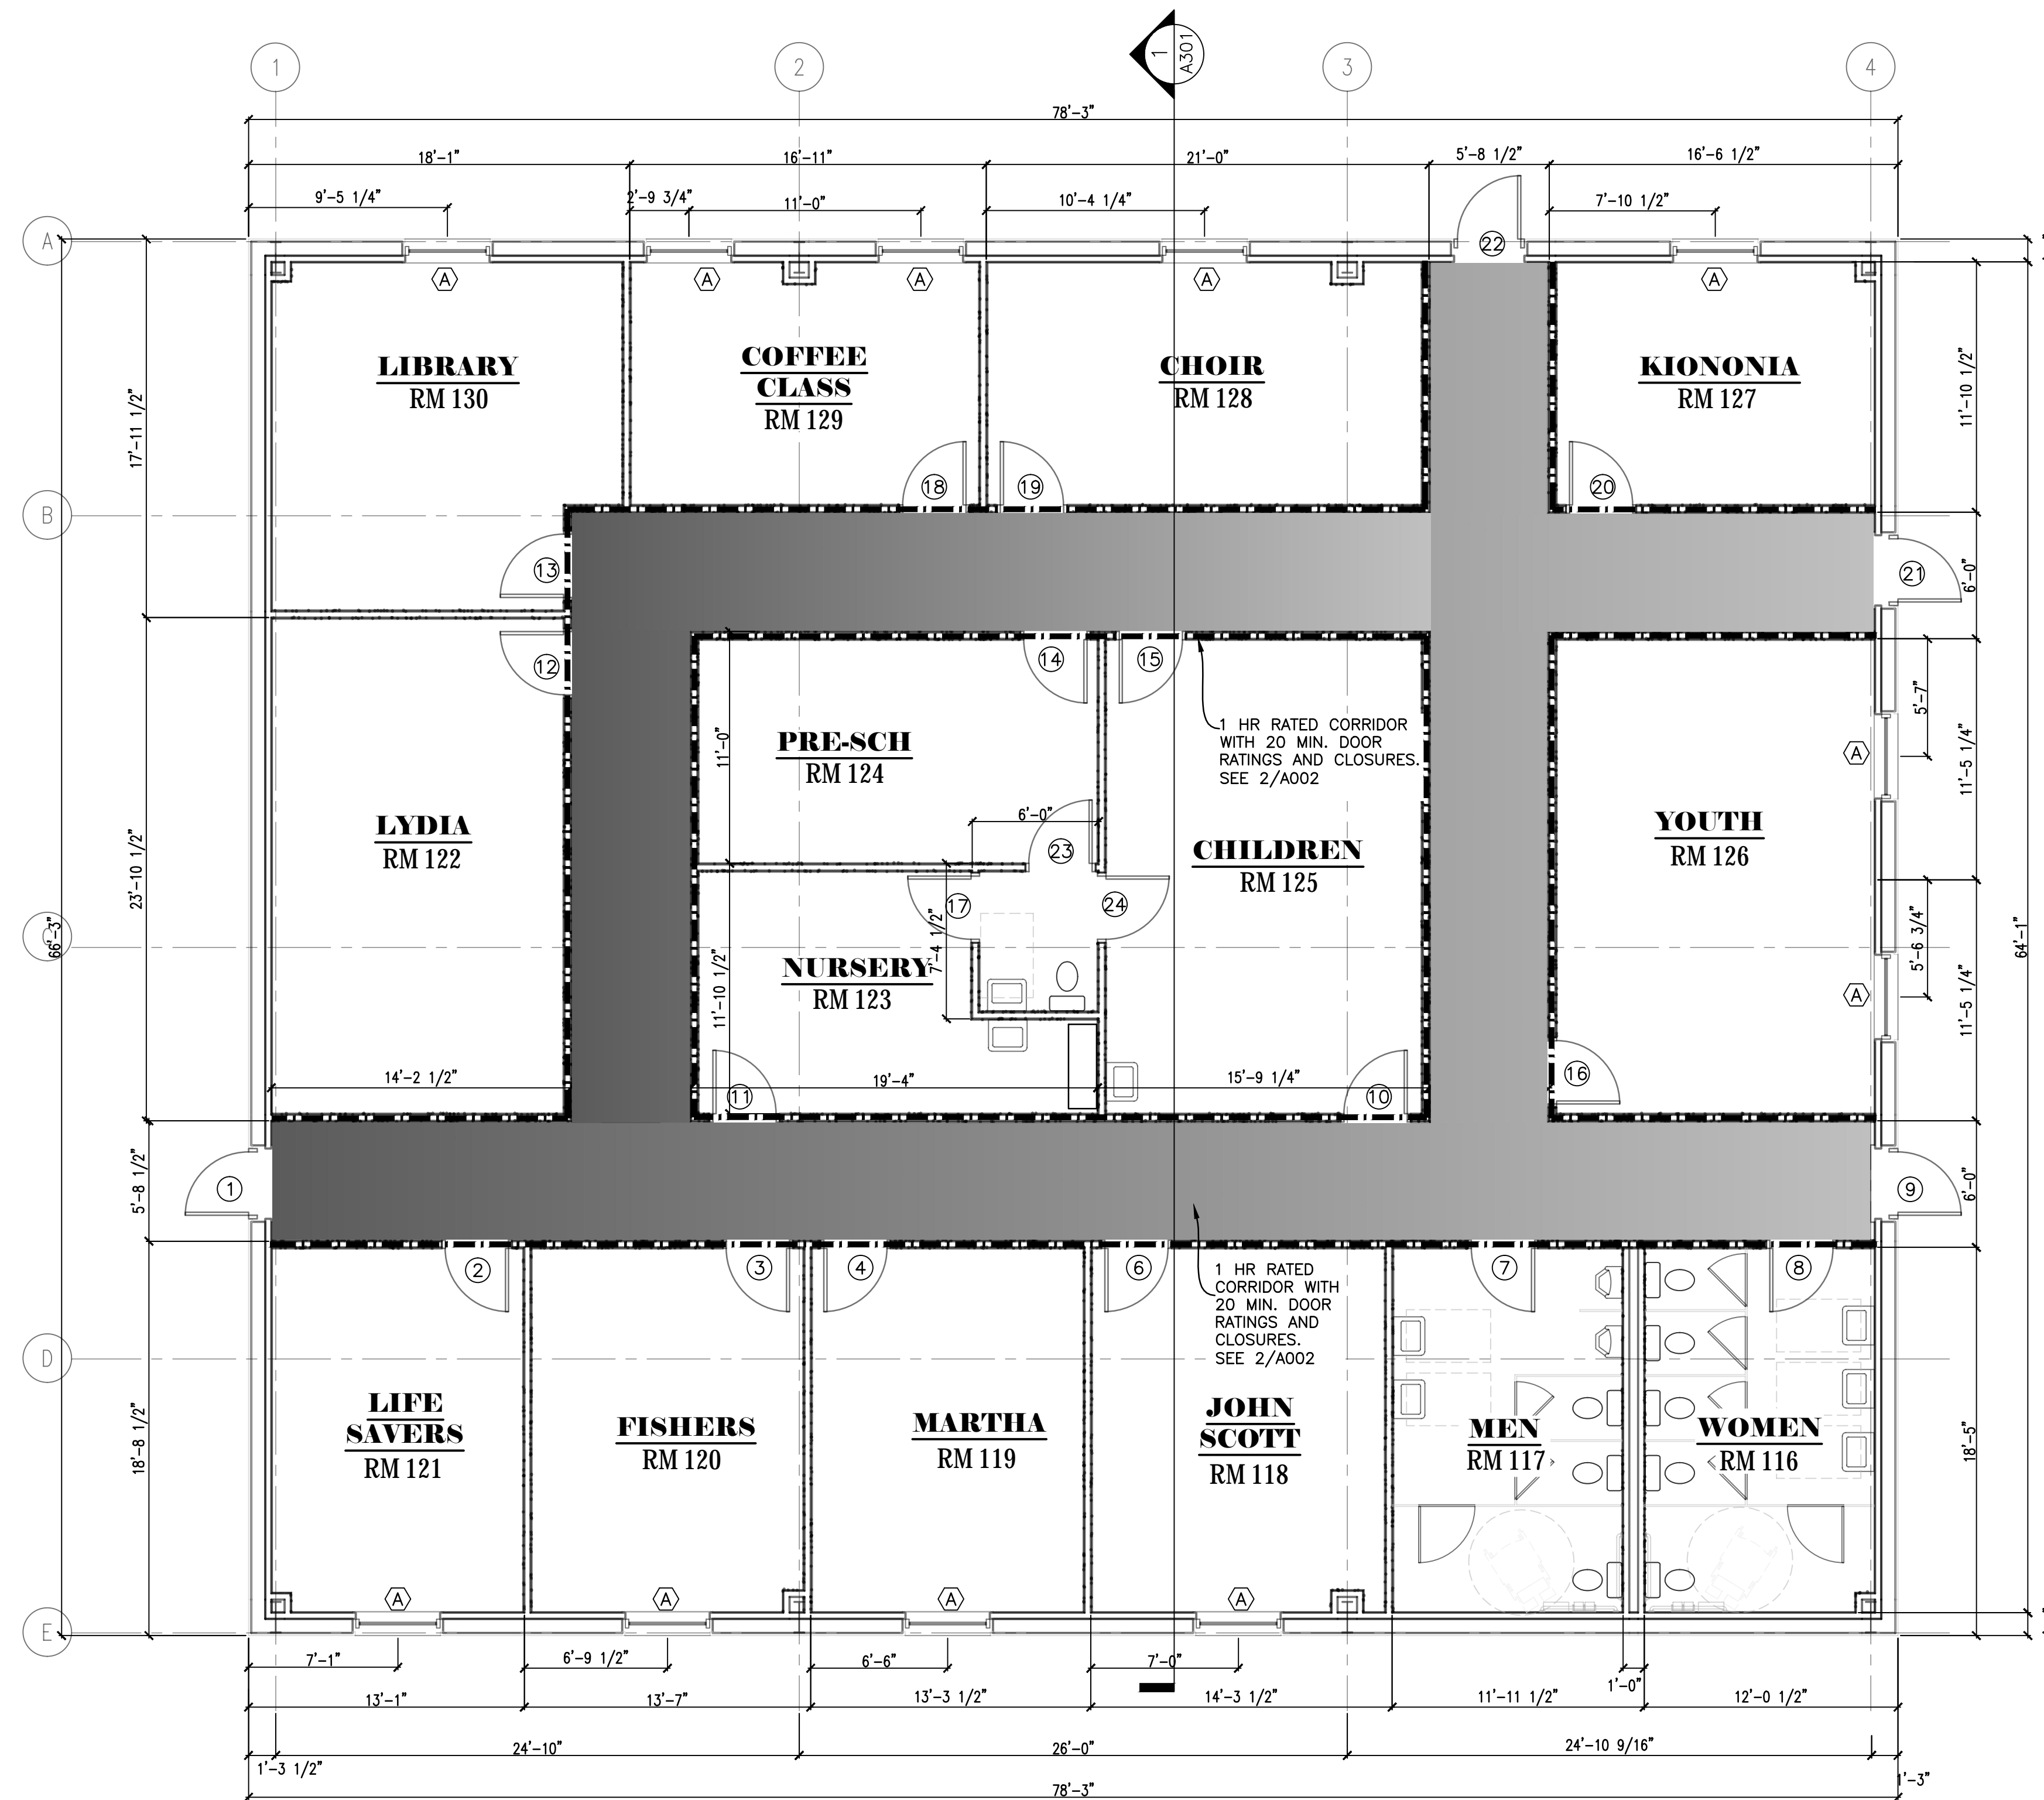 1
2
1
A301
3
4
78'-3"
18'-1"
16'-11"
21'-0"
5'-8 1/2"
16'-6 1/2"
9'-5 1/4"
2'-9 3/4"
11'-0"
10'-4 1/4"
7'-10 1/2"
A
22
A
A
A
A
A
LIBRARY
RM 130
COFFEE
CLASS
RM 129
CHOIR
RM 128
KIONONIA
RM 127
17'-11 1/2"
11'-10 1/2"
18
19
20
B
13
21
6'-0"
12
14
15
1 HR RATED CORRIDOR
WITH 20 MIN. DOOR
RATINGS AND CLOSURES.
SEE 2/A002
PRE-SCH
RM 124
11'-0"
5'-7"
A
11'-5 1/4"
6'-0"
LYDIA
RM 122
23
CHILDREN
RM 125
YOUTH
RM 126
23'-10 1/2"
66'-3"
17
24
7'-4 1/2"
NURSERY
RM 123
11'-10 1/2"
5'-6 3/4"
64'-1"
A
11'-5 1/4"
14'-2 1/2"
19'-4"
15'-9 1/4"
11
10
16
5'-8 1/2"
1
9
6'-0"
2
3
4
6
7
8
1 HR RATED
CORRIDOR WITH
20 MIN. DOOR
RATINGS AND
CLOSURES.
SEE 2/A002
D
LIFE
SAVERS
RM 121
FISHERS
RM 120
MARTHA
RM 119
JOHN
SCOTT
RM 118
MEN
RM 117
WOMEN
RM 116
18'-8 1/2"
18'-5"
A
A
A
A
E
7'-1"
6'-9 1/2"
6'-6"
7'-0"
1'-0"
13'-1"
13'-7"
13'-3 1/2"
14'-3 1/2"
11'-11 1/2"
12'-0 1/2"
24'-10"
26'-0"
24'-10 9/16"
1'-3 1/2"
1'-3"
78'-3"